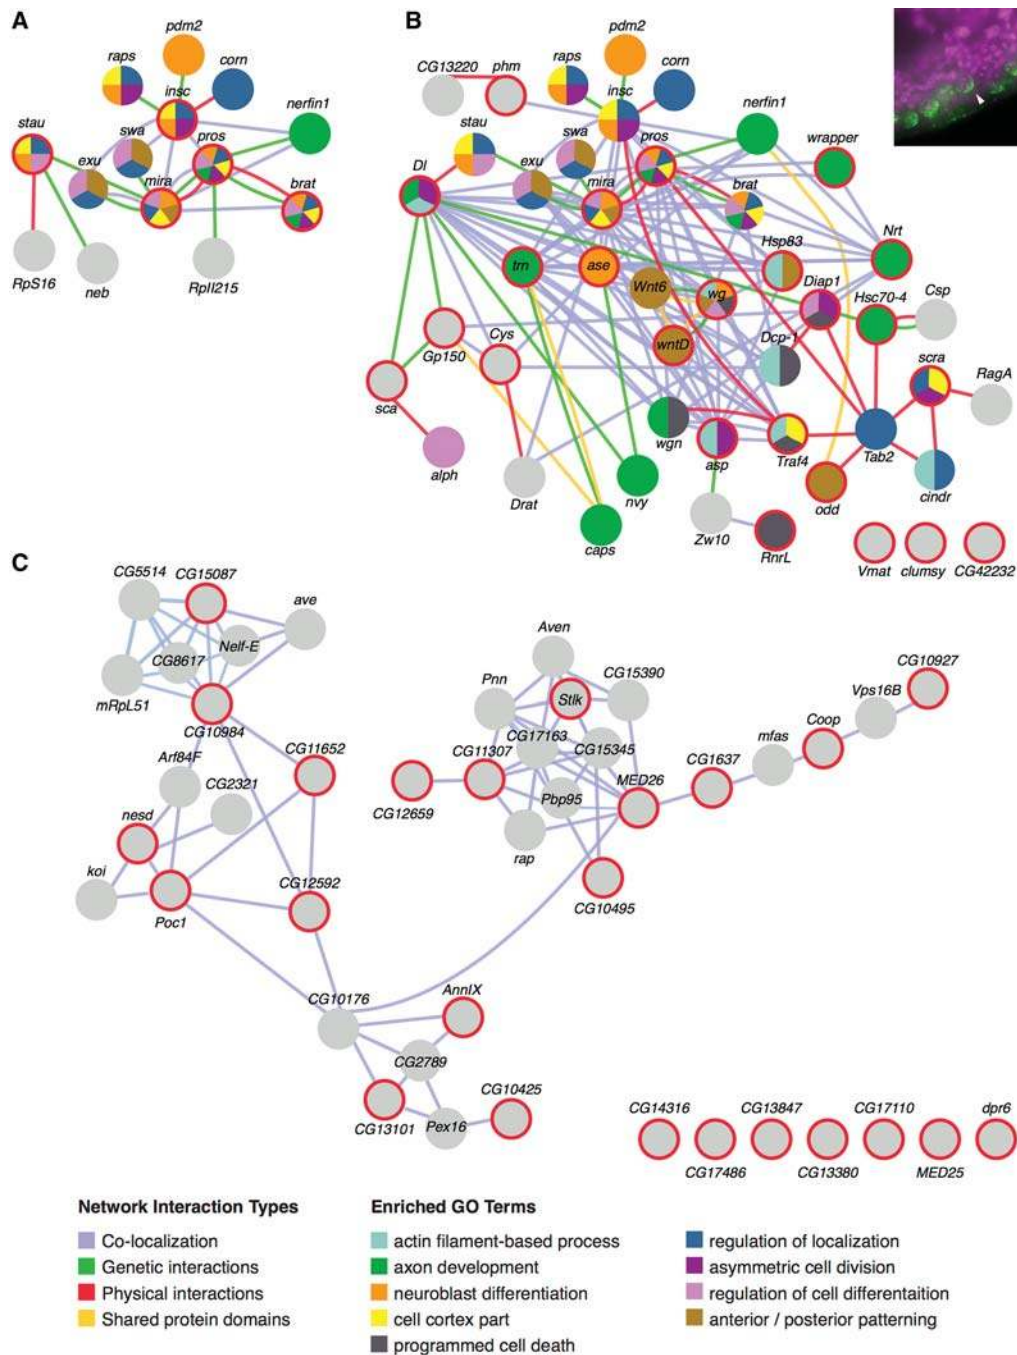 A
pdm2
raps
insc
corn
stau
swa
pros
nerfin1
exu
mira
brat
RpS16
neb
RpII215
B
pdm2
CG13220
phm
raps
insc
corn
nerfin1
stau
swa
pros
wrapper
Dl
exu
mira
brat
Nrt
Hsp83
trn
ase
Wnt6
wg
Diap1
Hsc70-4
Csp
Gp150
Cys
wntD
Dcp-1
scra
RagA
sca
wgn
asp
Traf4
Tab2
alph
Drat
nvy
odd
cindr
caps
Zw10
RnrL
Vmat
clumsy
CG42232
C
CG5514
CG15087
ave
Nelf-E
CG8617
mRpL51
CG10984
Arf84F
CG11652
CG2321
nesd
koi
Poc1
CG12592
Aven
Pnn
Stlk
CG15390
CG17163
CG15345
CG11307
MED26
CG12659
Pbp95
rap
CG10495
CG1637
mfas
Coop
Vps16B
CG10927
CG10176
AnnIX
CG2789
CG13101
Pex16
CG10425
CG14316
CG13847
CG17110
dpr6
CG17486
CG13380
MED25
Network Interaction Types
Co-localization
Genetic interactions
Physical interactions
Shared protein domains
Enriched GO Terms
actin filament-based process
axon development
neuroblast differentiation
cell cortex part
programmed cell death
regulation of localization
asymmetric cell division
regulation of cell differentaition
anterior / posterior patterning